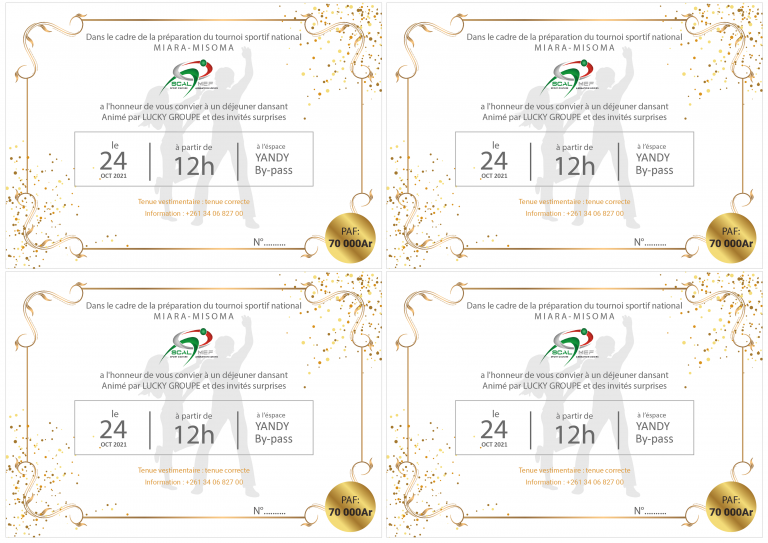 Dans le cadre de la préparation du tournoi sportif national
MIARA-MISOMA
SCAL MEF
a l'honneur de vous convier à un déjeuner dansant
Animé par LUCKY GROUPE et des invités surprises
le
24
OCT 2021
à partir de
12h
à l'éspace
YANDY
By-pass
Tenue vestimentaire : tenue correcte
Information : +261 34 06 827 00
N°..........
PAF:
70 000Ar
Dans le cadre de la préparation du tournoi sportif national
MIARA-MISOMA
SCAL MEF
a l'honneur de vous convier à un déjeuner dansant
Animé par LUCKY GROUPE et des invités surprises
le
24
OCT 2021
à partir de
12h
à l'éspace
YANDY
By-pass
Tenue vestimentaire : tenue correcte
Information : +261 34 06 827 00
N°..........
PAF:
70 000Ar
Dans le cadre de la préparation du tournoi sportif national
MIARA-MISOMA
SCAL MEF
a l'honneur de vous convier à un déjeuner dansant
Animé par LUCKY GROUPE et des invités surprises
le
24
OCT 2021
à partir de
12h
à l'éspace
YANDY
By-pass
Tenue vestimentaire : tenue correcte
Information : +261 34 06 827 00
N°..........
PAF:
70 000Ar
Dans le cadre de la préparation du tournoi sportif national
MIARA-MISOMA
SCAL MEF
a l'honneur de vous convier à un déjeuner dansant
Animé par LUCKY GROUPE et des invités surprises
le
24
OCT 2021
à partir de
12h
à l'éspace
YANDY
By-pass
Tenue vestimentaire : tenue correcte
Information : +261 34 06 827 00
N°..........
PAF:
70 000Ar